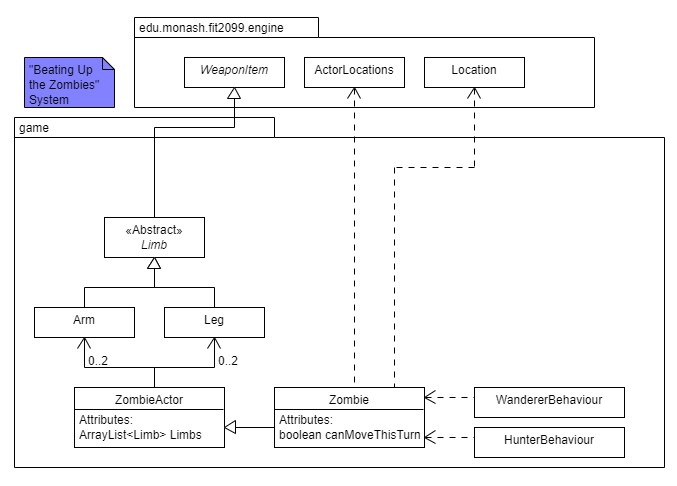 edu.monash.fit2099.engine
"Beating Up
the Zombies"
System
WeaponItem
ActorLocations
Location
game
«Abstract»
Limb
Arm
Leg
0..2
0..2
ZombieActor
Attributes:
ArrayList<Limb> Limbs
Zombie
Attributes:
boolean canMoveThisTurn
WandererBehaviour
HunterBehaviour